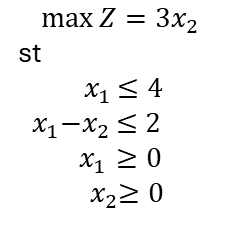 max Z = 3x₂
st
x₁ ≤ 4
x₁−x₂ ≤ 2
x₁ ≥ 0
x₂≥ 0